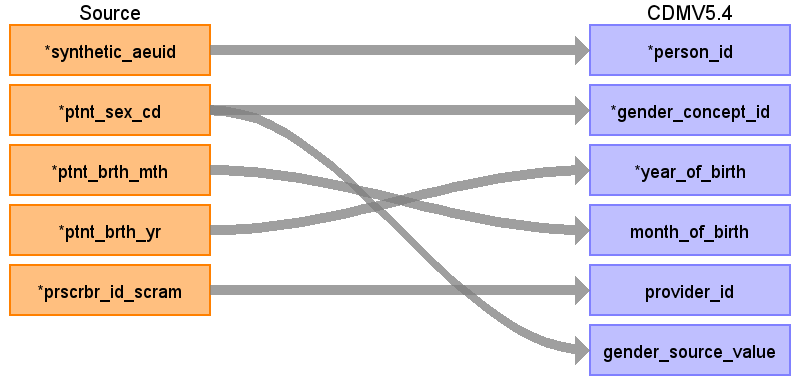 Source
CDMV5.4
*synthetic_aeuid
*person_id
*ptnt_sex_cd
*gender_concept_id
*ptnt_brth_mth
*year_of_birth
*ptnt_brth_yr
month_of_birth
*prscrbr_id_scram
provider_id
gender_source_value